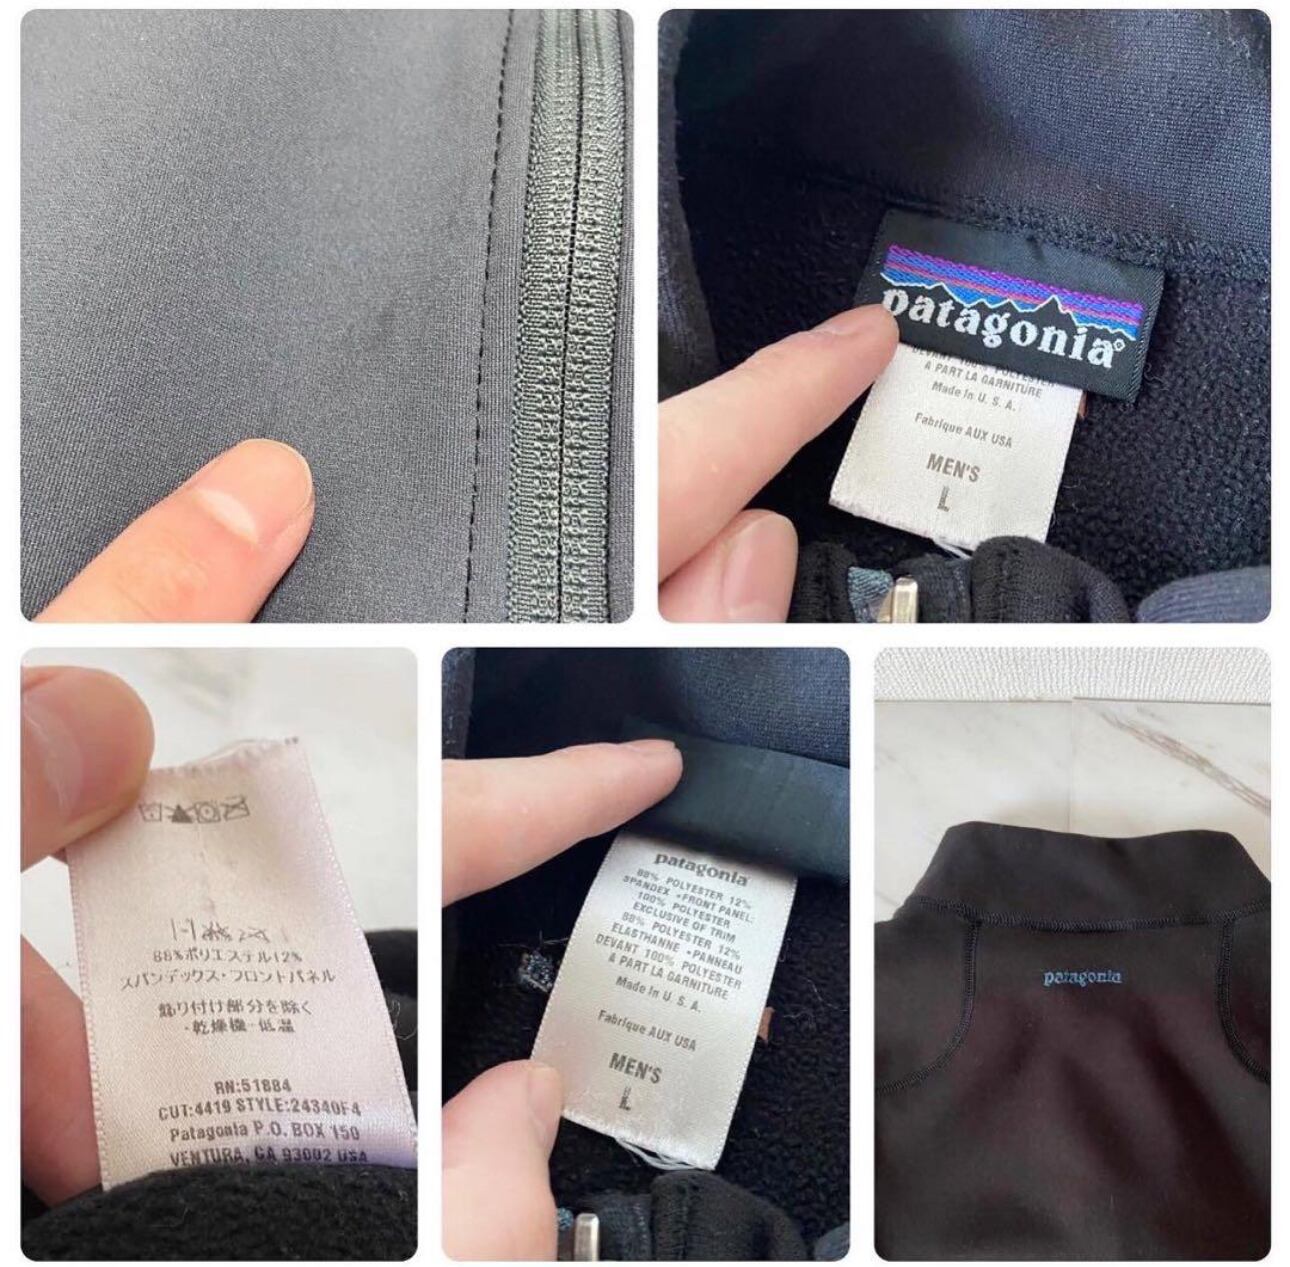 patagonia
DEVANT 100% POLYESTER
A PART LA GARNITURE
Made in U. S. A.
Fabrique AUX USA
MEN'S
L
88%ポリエステル12%
スパンデックス・フロントパネル
飾り付け部分を除く
・乾燥機・低温
RN:51884
CUT:4419 STYLE:24340F4
Patagonia P.O. BOX 150
VENTURA, CA 93002 USA
patagonia
88% POLYESTER 12%
SPANDEX •FRONT PANEL:
100% POLYESTER
EXCLUSIVE OF TRIM
88% POLYESTER 12%
ELASTHANNE •PANNEAU
DEVANT 100% POLYESTER
A PART LA GARNITURE
Made in U. S. A.
Fabrique AUX USA
MEN'S
L
patagonia